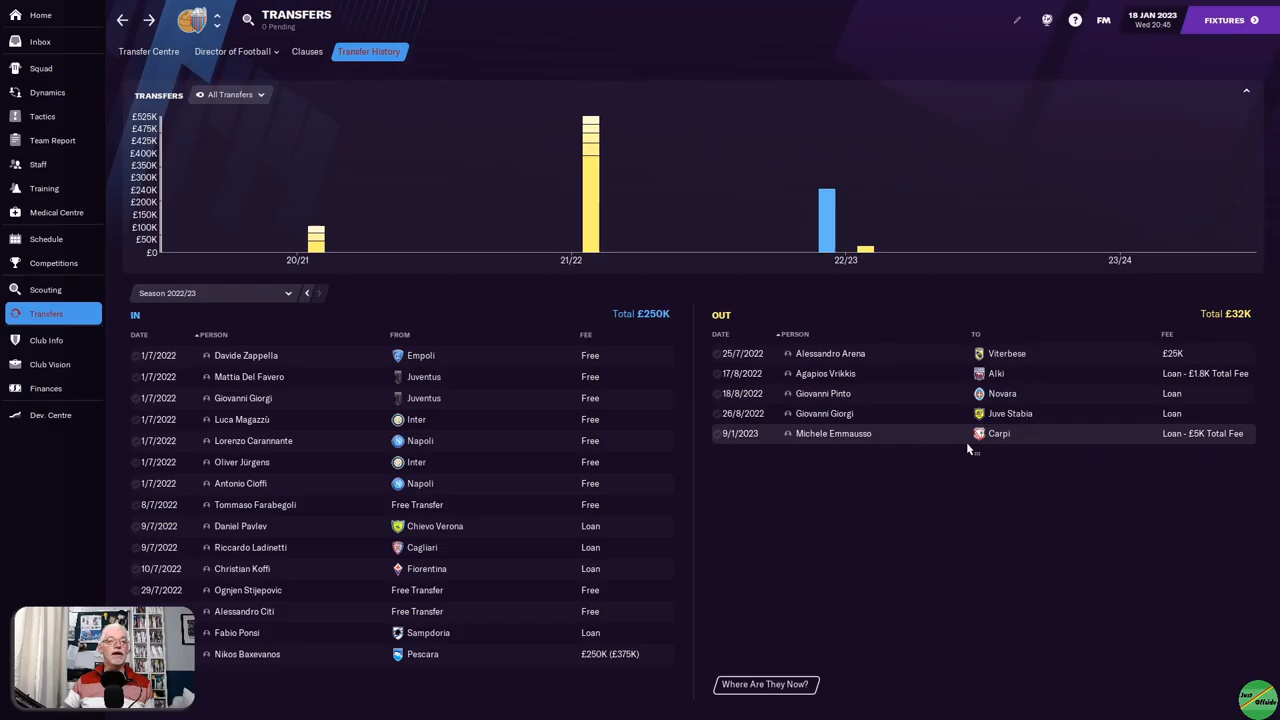 Home
TRANSFERS
0 Pending
FM
18 JAN 2023
Wed 20:45
FIXTURES
Inbox
Transfer Centre
Director of Football
Clauses
Transfer History
Squad
Dynamics
Tactics
Team Report
Staff
Training
Medical Centre
Schedule
Competitions
Scouting
Transfers
Club Info
Club Vision
Finances
Dev. Centre
TRANSFERS
All Transfers
£525K
£475K
£425K
£400K
£350K
£300K
£240K
£200K
£150K
£100K
£50K
£0
20/21 21/22 22/23 23/24
Season 2022/23
IN Total £250K
DATE PERSON FROM FEE
1/7/2022 Davide Zappella Empoli Free
1/7/2022 Mattia Del Favero Juventus Free
1/7/2022 Giovanni Giorgi Juventus Free
1/7/2022 Luca Magazzù Inter Free
1/7/2022 Lorenzo Carannante Napoli Free
1/7/2022 Oliver Jürgens Inter Free
1/7/2022 Antonio Cioffi Napoli Free
8/7/2022 Tommaso Farabegoli Free Transfer Free
9/7/2022 Daniel Pavlev Chievo Verona Loan
9/7/2022 Riccardo Ladinetti Cagliari Loan
10/7/2022 Christian Koffi Fiorentina Loan
29/7/2022 Ognjen Stijepovic Free Transfer Free
Alessandro Citi Free Transfer Free
Fabio Ponsi Sampdoria Loan
Nikos Baxevanos Pescara £250K (£375K)
OUT Total £32K
DATE PERSON TO FEE
25/7/2022 Alessandro Arena Viterbese £25K
17/8/2022 Agapios Vrikkis Alki Loan - £1.8K Total Fee
18/8/2022 Giovanni Pinto Novara Loan
26/8/2022 Giovanni Giorgi Juve Stabia Loan
9/1/2023 Michele Emmausso Carpi Loan - £5K Total Fee
Where Are They Now?
Just
Offside